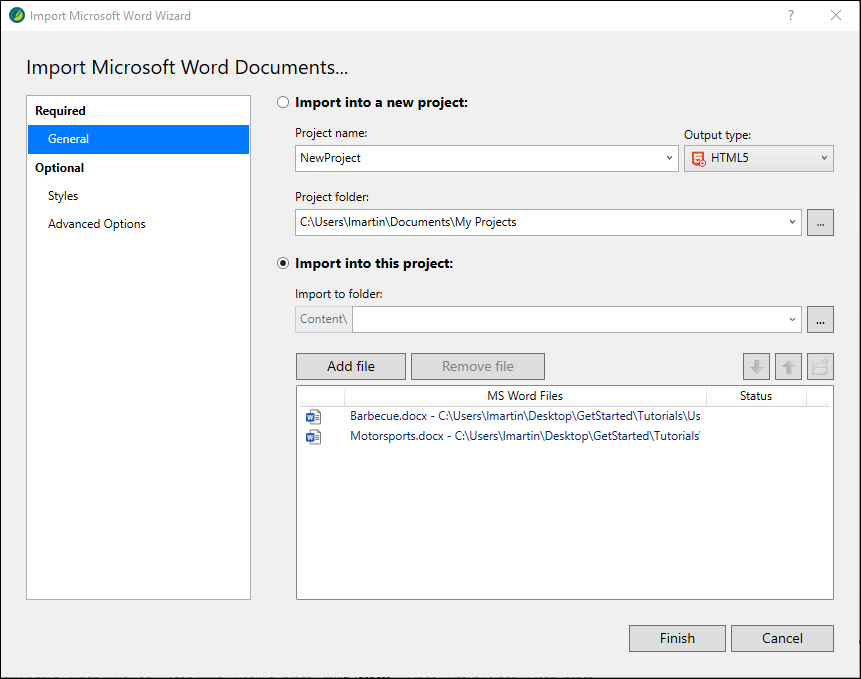 Import Microsoft Word Wizard
?
Import Microsoft Word Documents...
Required
General
Optional
Styles
Advanced Options
Import into a new project:
Project name:
Output type:
NewProject
HTML5
Project folder:
C:\Users\lmartin\Documents\My Projects
...
Import into this project:
Import to folder:
Content\
...
Add file
Remove file
MS Word Files
Status
Barbecue.docx - C:\Users\lmartin\Desktop\GetStarted\Tutorials\Us
Motorsports.docx - C:\Users\lmartin\Desktop\GetStarted\Tutorials
Finish
Cancel